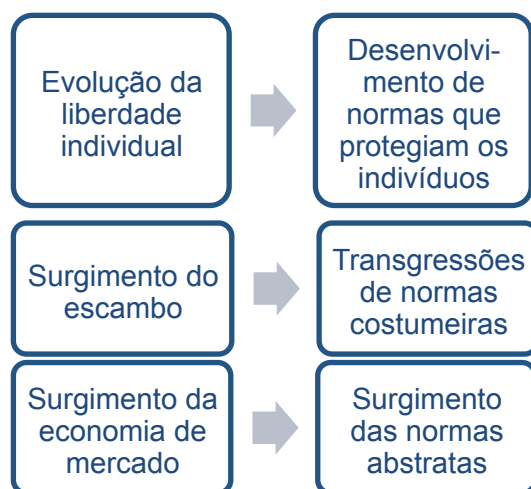 Evolução da
liberdade
individual
Desenvolvi-
mento de
normas que
protegiam os
indivíduos
Surgimento do
escambo
Transgressões
de normas
costumeiras
Surgimento da
economia de
mercado
Surgimento
das normas
abstratas